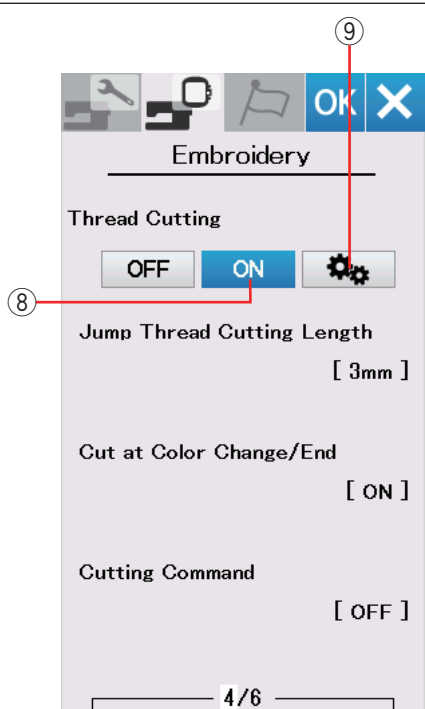 ⑨
OK
Embroidery
Thread Cutting
OFF ON
⑧
Jump Thread Cutting Length
[ 3mm ]
Cut at Color Change/End
[ ON ]
Cutting Command
[ OFF ]
4/6